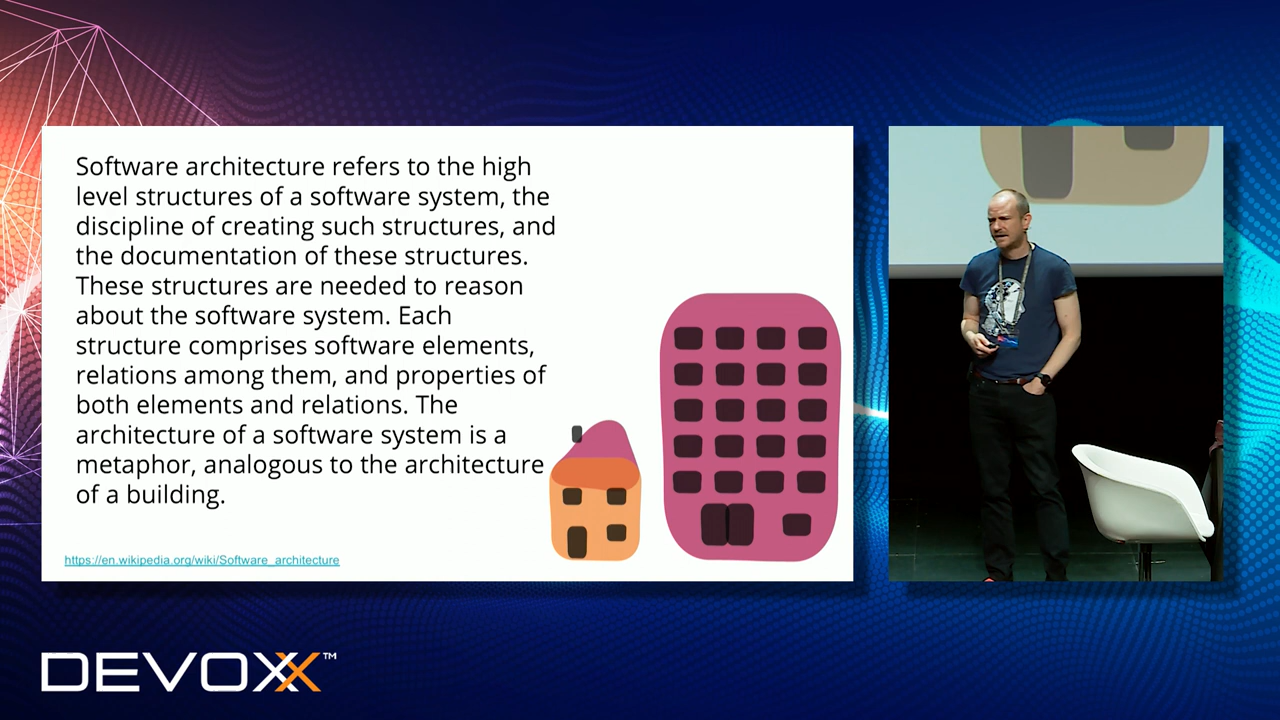 Software architecture refers to the high
level structures of a software system, the
discipline of creating such structures, and
the documentation of these structures.
These structures are needed to reason
about the software system. Each
structure comprises software elements,
relations among them, and properties of
both elements and relations. The
architecture of a software system is a
metaphor, analogous to the architecture
of a building.
https://en.wikipedia.org/wiki/Software_architecture
DEVOXX™